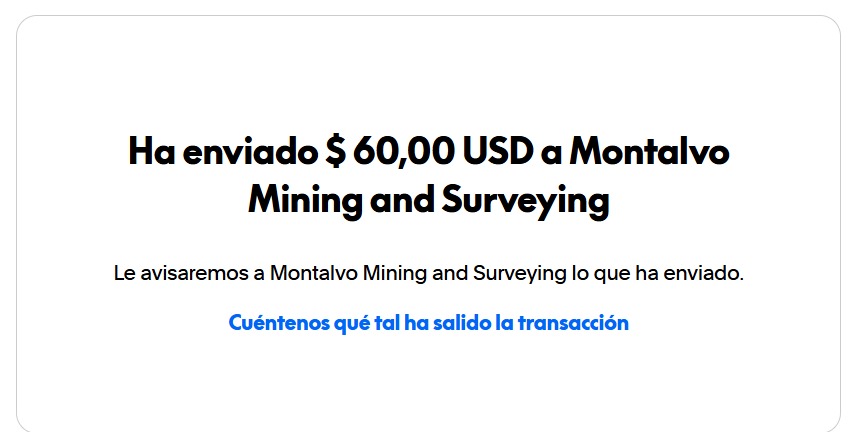 Ha enviado $ 60,00 USD a Montalvo
Mining and Surveying
Le avisaremos a Montalvo Mining and Surveying lo que ha enviado.
Cuéntenos qué tal ha salido la transacción